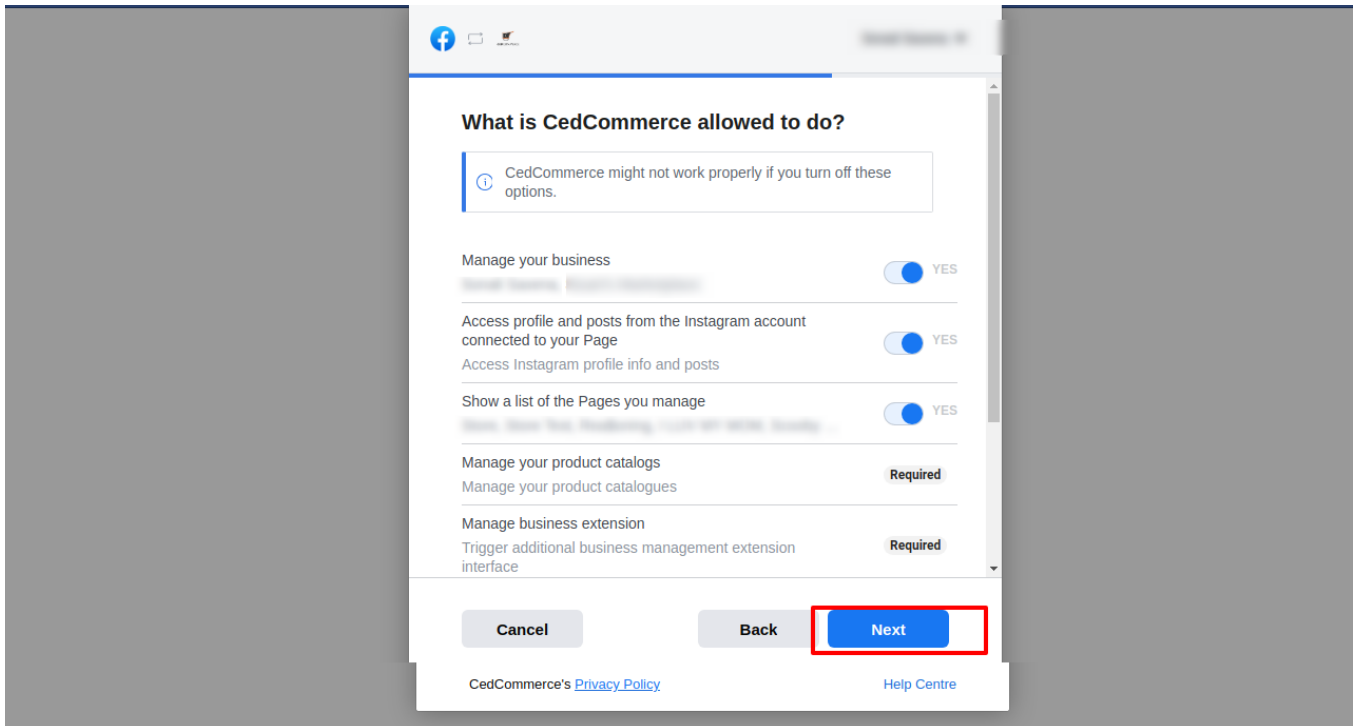 What is CedCommerce allowed to do?
CedCommerce might not work properly if you turn off these
options.
Manage your business
YES
Access profile and posts from the Instagram account
connected to your Page
YES
Access Instagram profile info and posts
Show a list of the Pages you manage
YES
Manage your product catalogs
Required
Manage your product catalogues
Manage business extension
Required
Trigger additional business management extension
interface
Cancel
Back
Next
CedCommerce's Privacy Policy
Help Centre